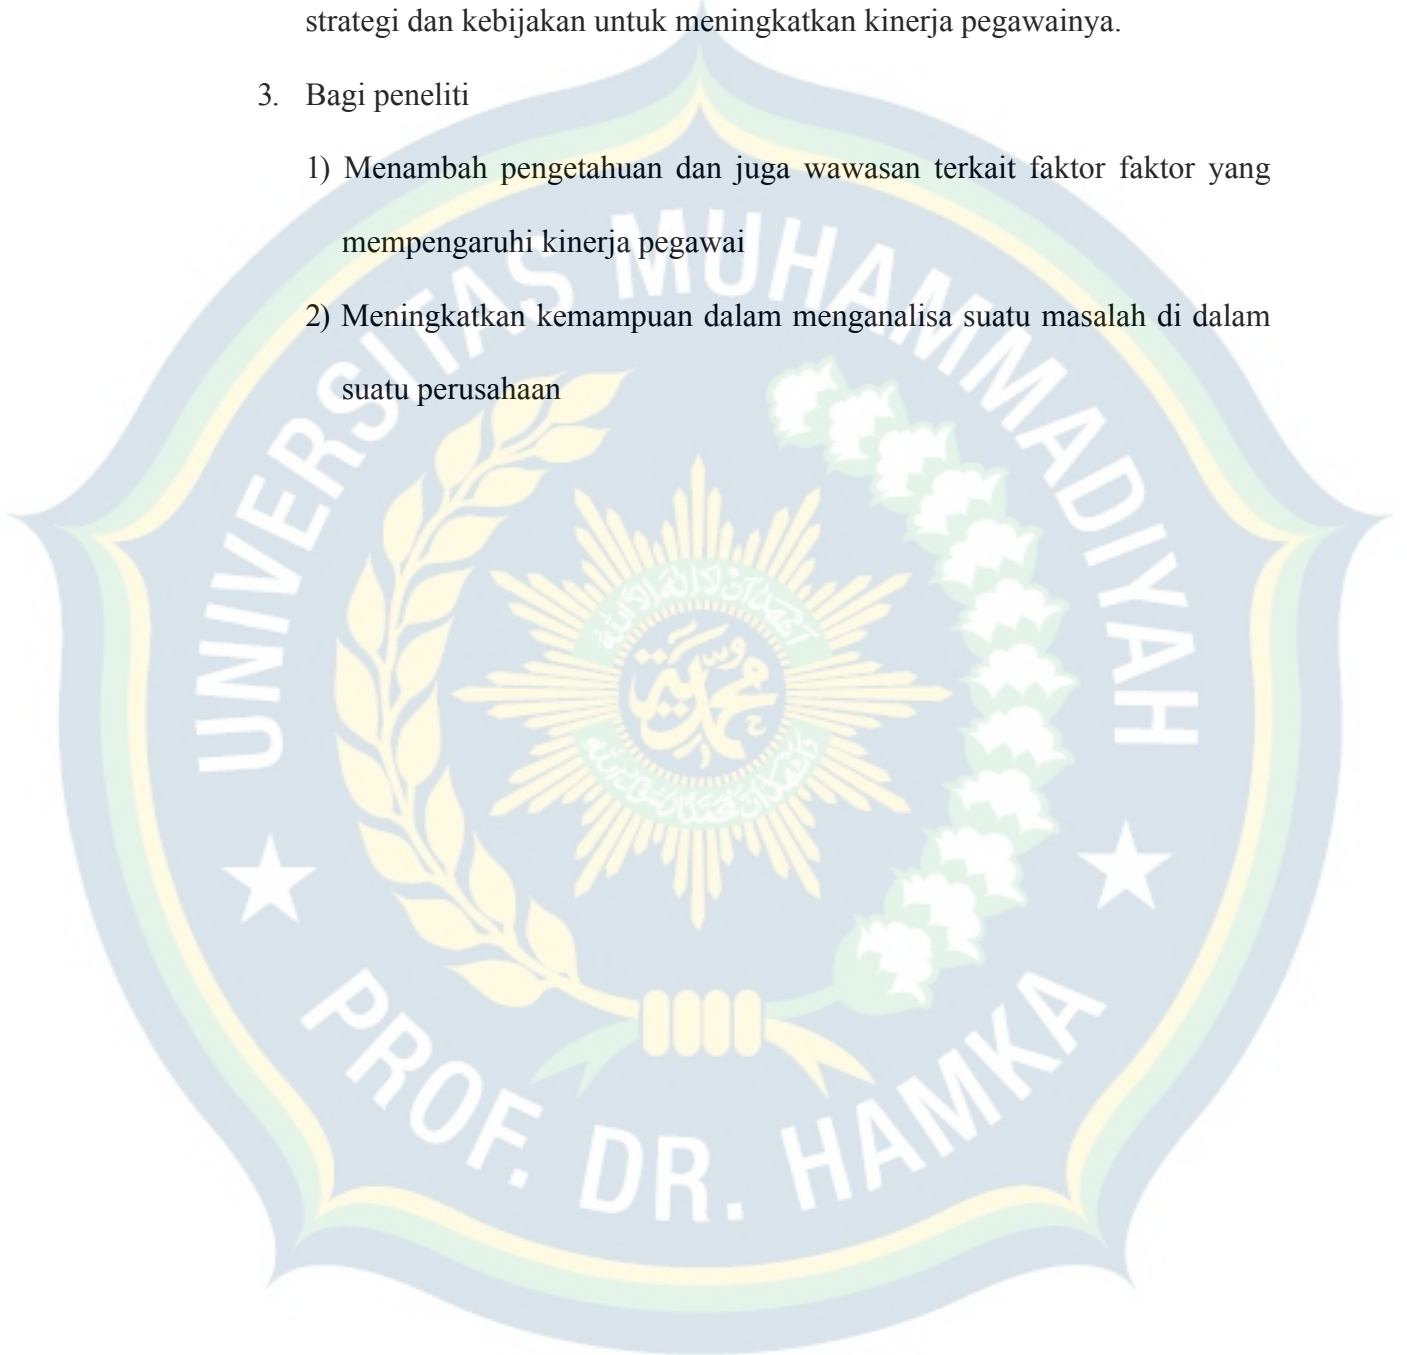 strategi dan kebijakan untuk meningkatkan kinerja pegawainya.
3. Bagi peneliti
1) Menambah pengetahuan dan juga wawasan terkait faktor faktor yang
mempengaruhi kinerja pegawai
2) Meningkatkan kemampuan dalam menganalisa suatu masalah di dalam
suatu perusahaan
UNIVERSITAS MUHAMMADIYAH
PROF. DR. HAMKA
محمدية